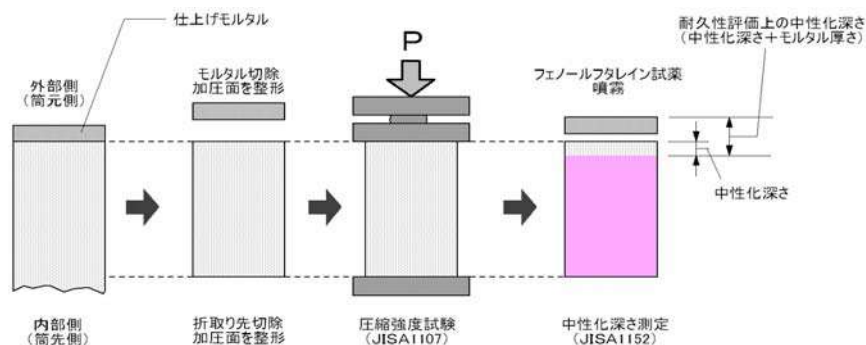 仕上げモルタル
外部側
(筒元側)
モルタル切除
加圧面を整形
P
フェノールフタレイン試薬
噴霧
耐久性評価上の中性化深さ
(中性化深さ+モルタル厚さ)
中性化深さ
内部側
(筒先側)
折取り先切除
加圧面を整形
圧縮強度試験
(JISA1107)
中性化深さ測定
(JISA1152)